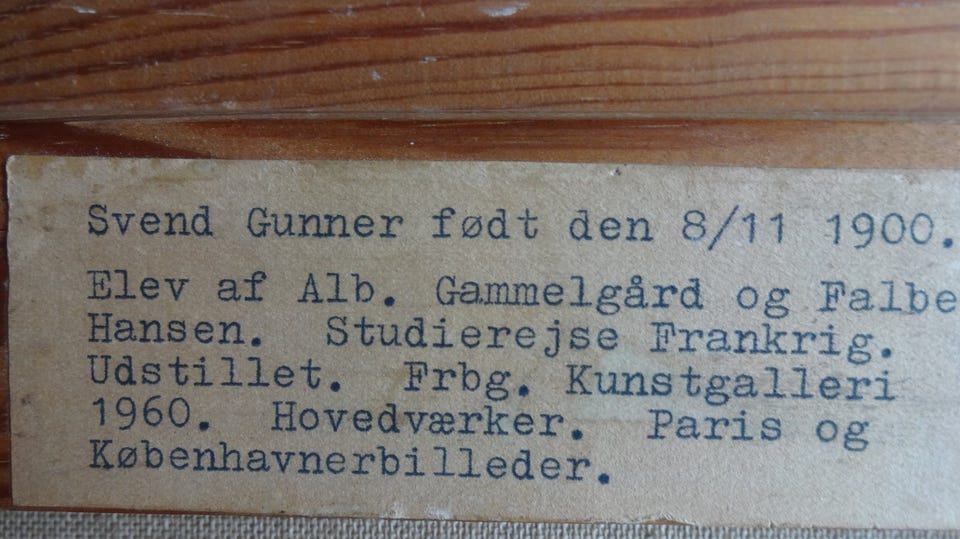 Svend Gunner født den 8/11 1900.
Elev af Alb. Gammelgård og Falbe
Hansen. Studierejse Frankrig.
Udstillet. Frbg. Kunstgalleri
1960. Hovedværker. Paris og
Københavnerbilleder.